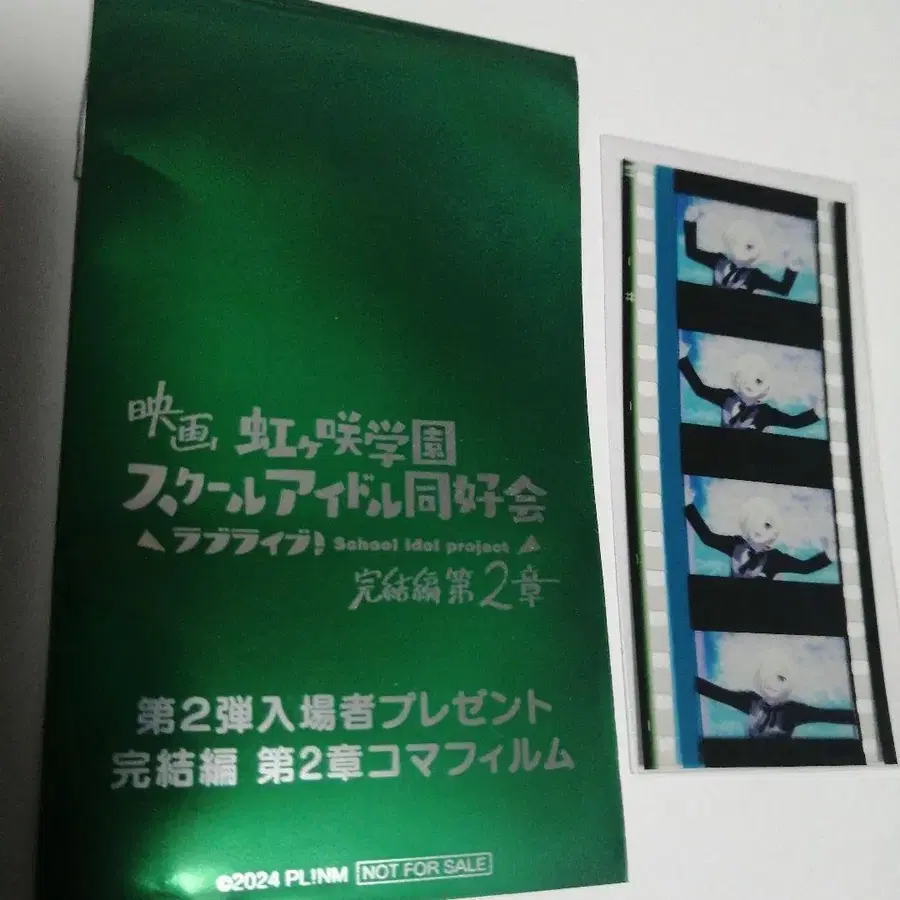 映画 虹ヶ咲学園
スクールアイドル同好会
ラブライブ! School idol project
完結編 第2章
第2弾入場者プレゼント
完結編 第2章コマフィルム
©2024 PL!NM NOT FOR SALE